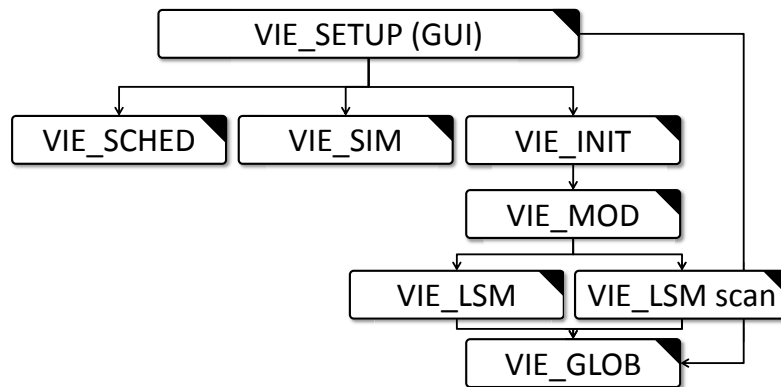 VIE_SETUP (GUI)
VIE_SCHED
VIE_SIM
VIE_INIT
VIE_MOD
VIE_LSM
VIE_LSM scan
VIE_GLOB